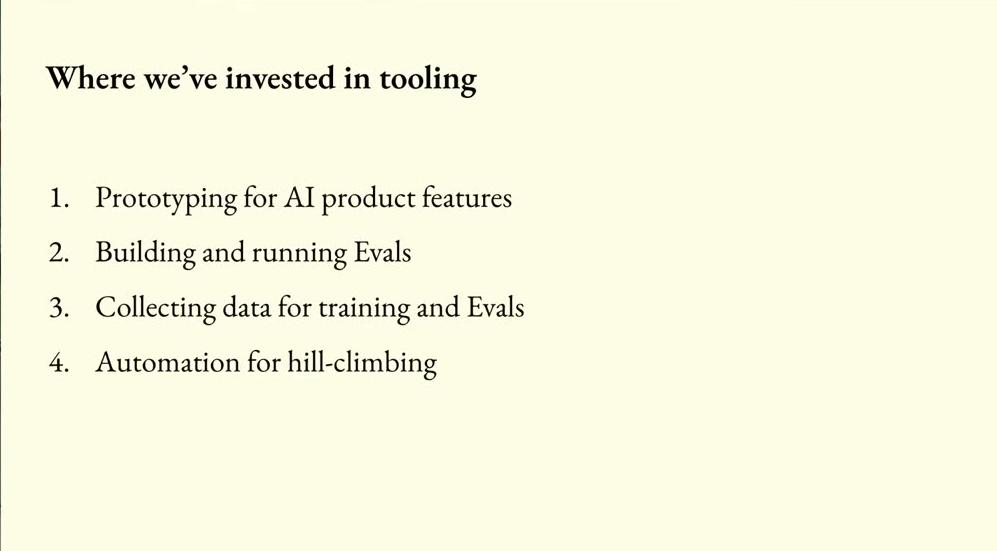 Where we’ve invested in tooling
1. Prototyping for AI product features
2. Building and running Evals
3. Collecting data for training and Evals
4. Automation for hill-climbing